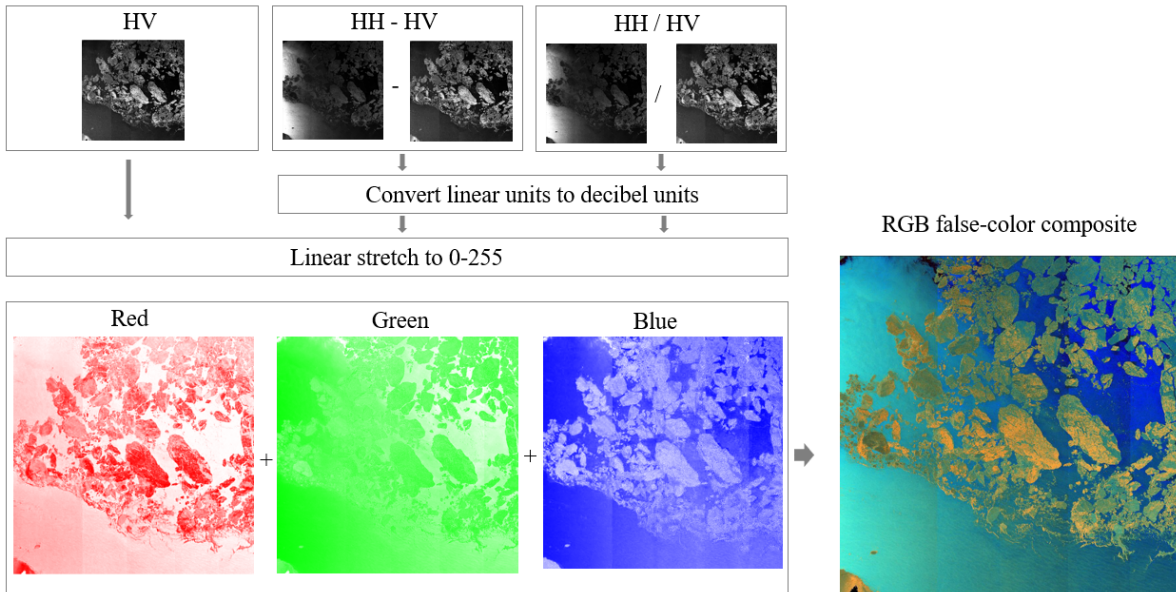 HV
HH - HV
HH / HV
-
/
Convert linear units to decibel units
Linear stretch to 0-255
RGB false-color composite
Red
Green
Blue
+
+